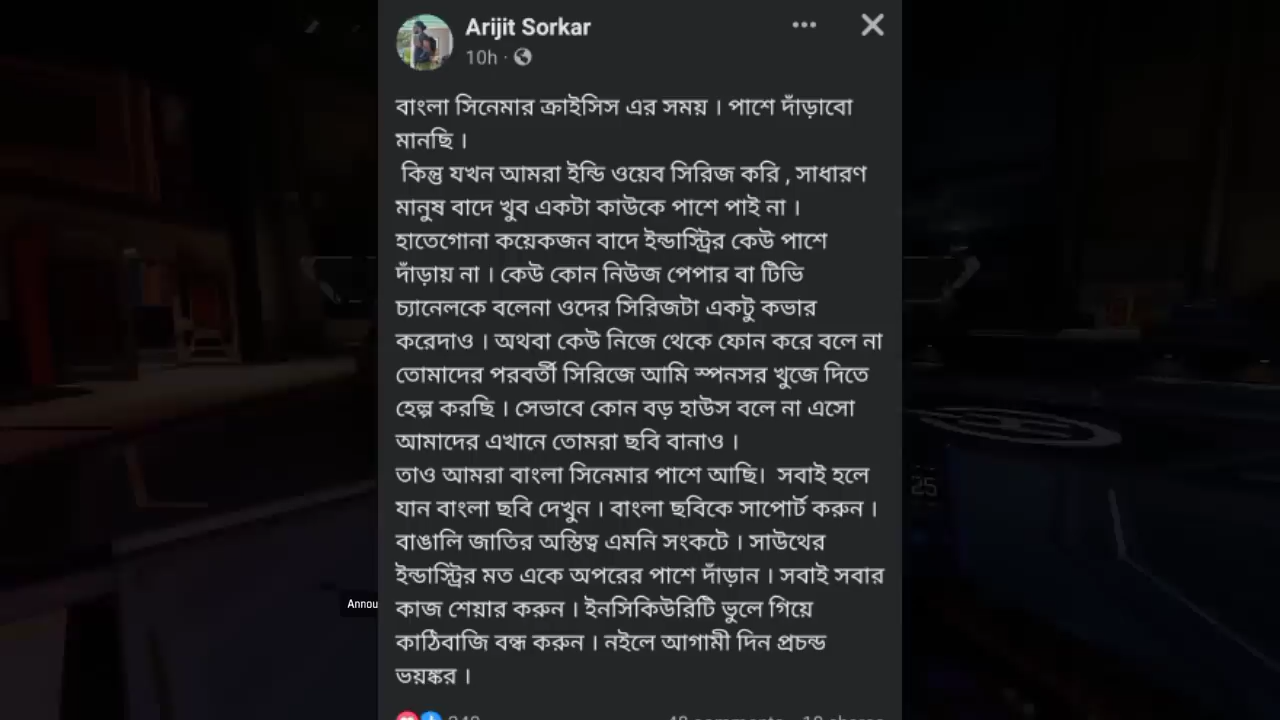 Arijit Sorkar
10h ·
বাংলা সিনেমার ক্রাইসিস এর সময় । পাশে দাঁড়াবো
মানছি ।
কিন্তু যখন আমরা ইন্ডি ওয়েব সিরিজ করি , সাধারণ
মানুষ বাদে খুব একটা কাউকে পাশে পাই না ।
হাতেগোনা কয়েকজন বাদে ইন্ডাস্ট্রির কেউ পাশে
দাঁড়ায় না । কেউ কোন নিউজ পেপার বা টিভি
চ্যানেলকে বলেনা ওদের সিরিজটা একটু কভার
করেদাও । অথবা কেউ নিজে থেকে ফোন করে বলে না
তোমাদের পরবর্তী সিরিজে আমি স্পনসর খুজে দিতে
হেল্প করছি । সেভাবে কোন বড় হাউস বলে না এসো
আমাদের এখানে তোমরা ছবি বানাও ।
তাও আমরা বাংলা সিনেমার পাশে আছি। সবাই হলে
যান বাংলা ছবি দেখুন । বাংলা ছবিকে সাপোর্ট করুন ।
বাঙালি জাতির অস্তিত্ব এমনি সংকটে । সাউথের
ইন্ডাস্ট্রির মত একে অপরের পাশে দাঁড়ান । সবাই সবার
Annou
কাজ শেয়ার করুন । ইনসিকিউরিটি ভুলে গিয়ে
কাঠিবাজি বন্ধ করুন । নইলে আগামী দিন প্রচন্ড
ভয়ঙ্কর ।
25